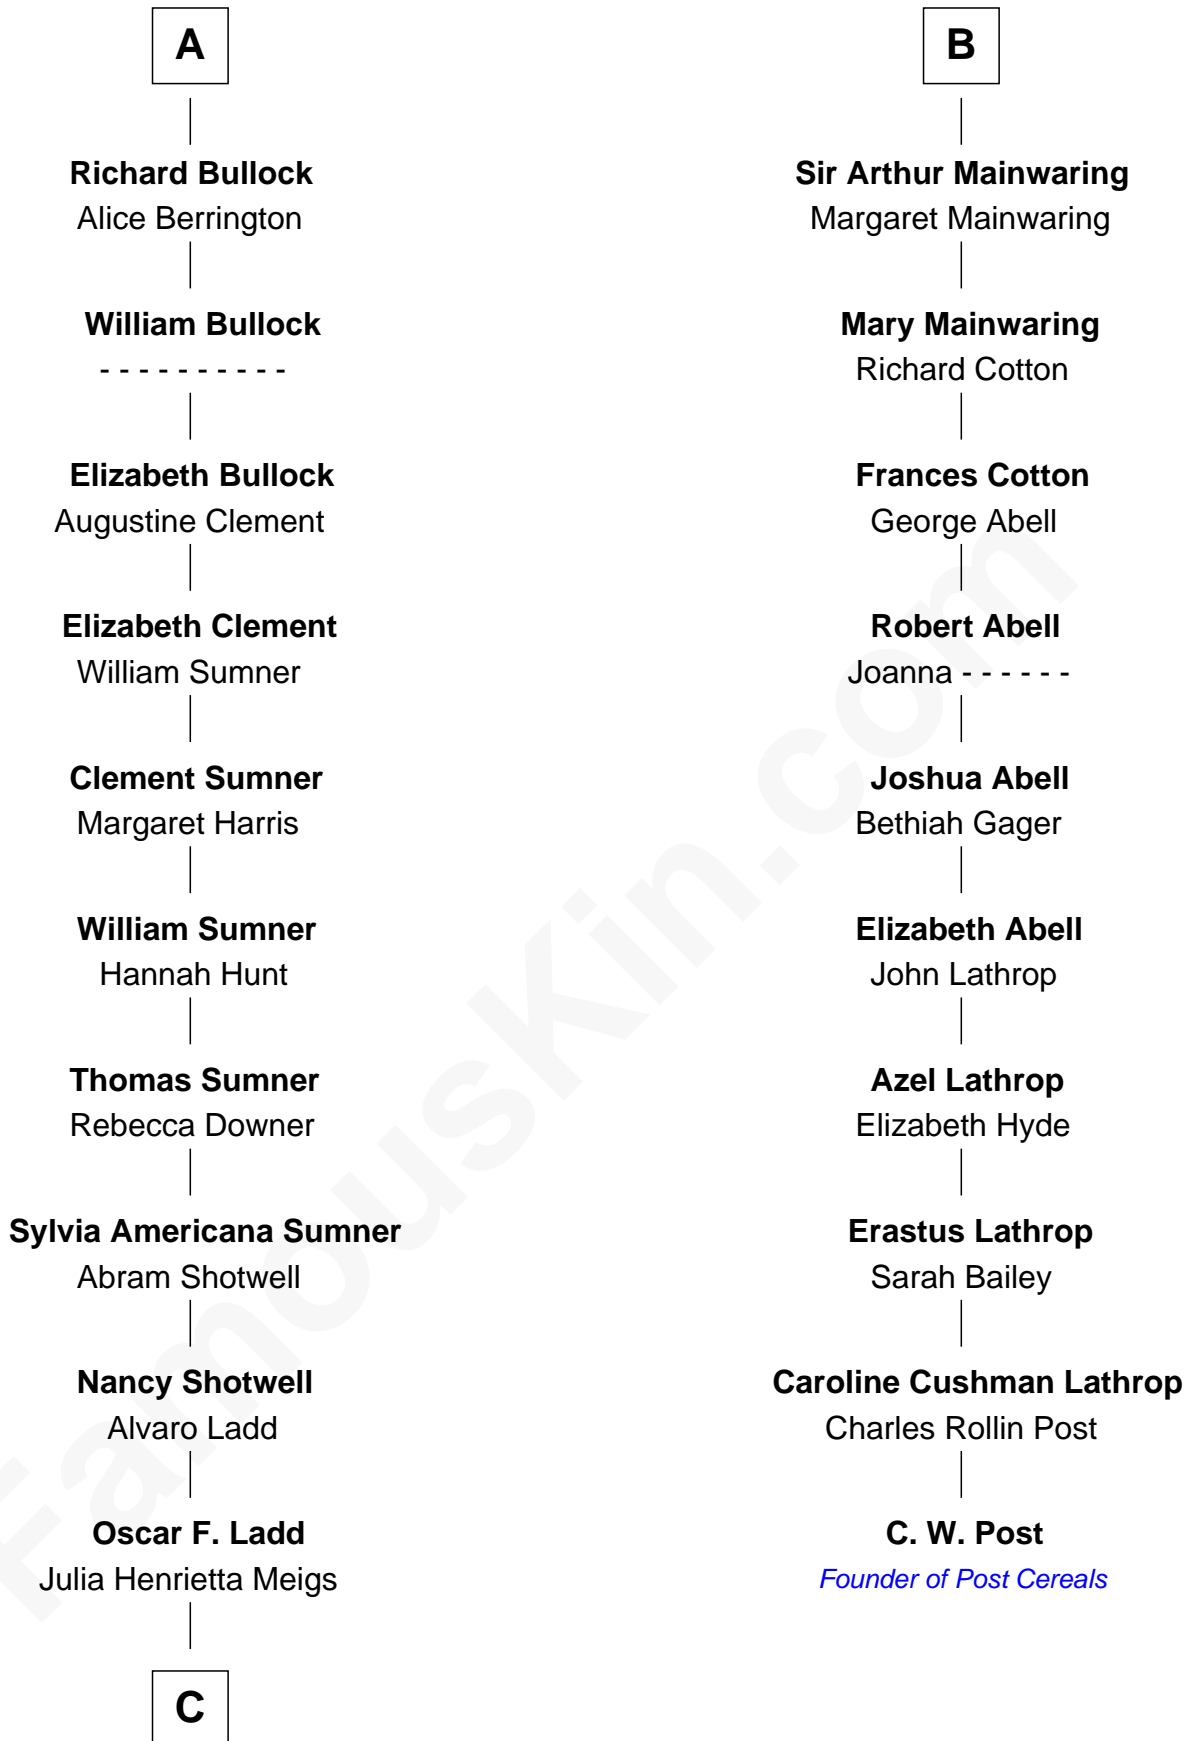 A
Richard Bullock
Alice Berrington
William Bullock
- - - - - - - - - -
Elizabeth Bullock
Augustine Clement
Elizabeth Clement
William Sumner
Clement Sumner
Margaret Harris
William Sumner
Hannah Hunt
Thomas Sumner
Rebecca Downer
Sylvia Americana Sumner
Abram Shotwell
Nancy Shotwell
Alvaro Ladd
Oscar F. Ladd
Julia Henrietta Meigs
C
B
Sir Arthur Mainwaring
Margaret Mainwaring
Mary Mainwaring
Richard Cotton
Frances Cotton
George Abell
Robert Abell
Joanna - - - - - -
Joshua Abell
Bethiah Gager
Elizabeth Abell
John Lathrop
Azel Lathrop
Elizabeth Hyde
Erastus Lathrop
Sarah Bailey
Caroline Cushman Lathrop
Charles Rollin Post
C. W. Post
Founder of Post Cereals
FamousKin.com